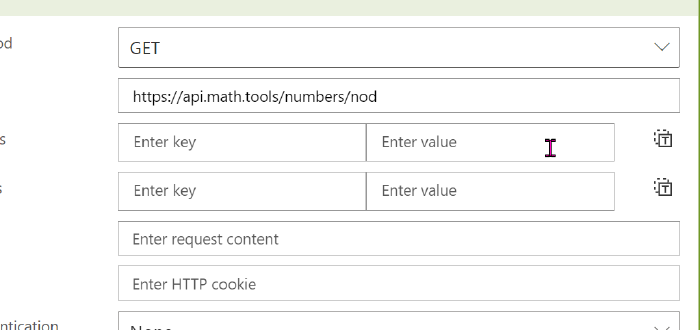 od
GET
https://api.math.tools/numbers/nod
s
Enter key Enter value
s
Enter key Enter value
Enter request content
Enter HTTP cookie
ntication
None